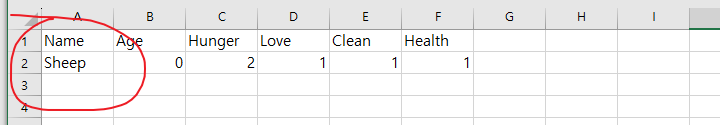 A B C D E F G H I
1 Name Age Hunger Love Clean Health
2 Sheep 0 2 1 1 1
3
4